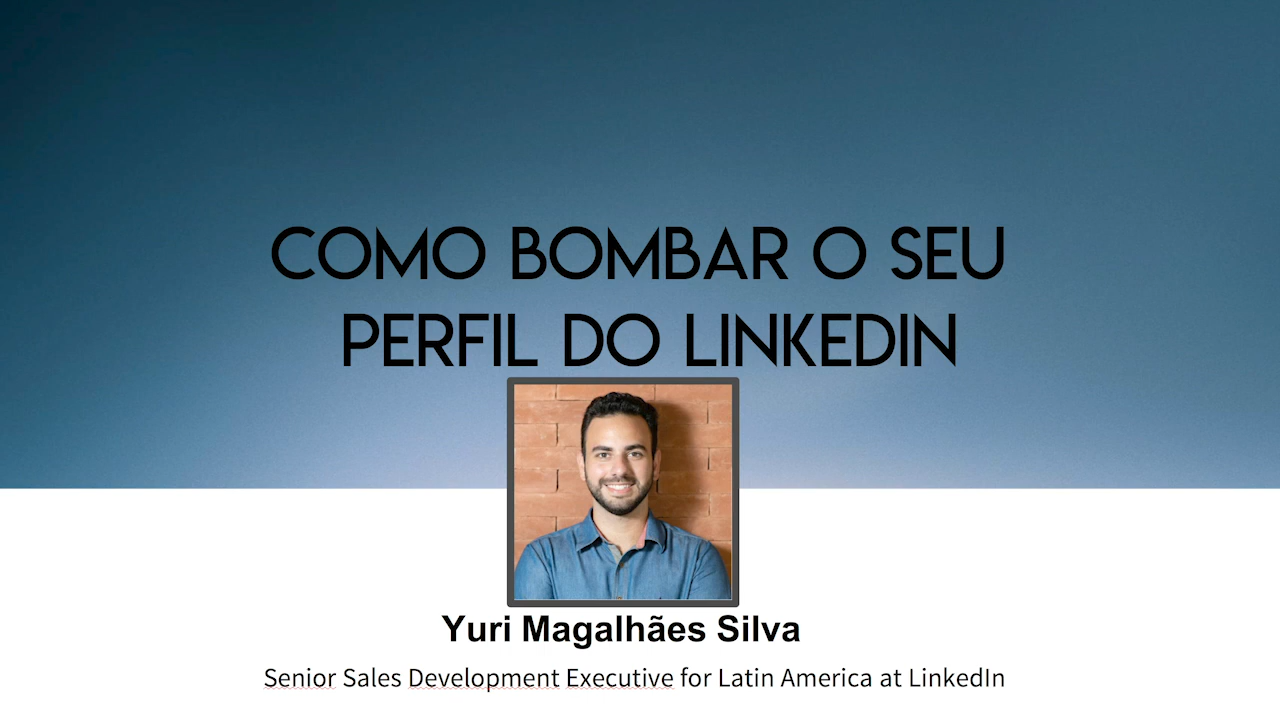 COMO BOMBAR O SEU
PERFIL DO LINKEDIN
Yuri Magalhães Silva
Senior Sales Development Executive for Latin America at LinkedIn